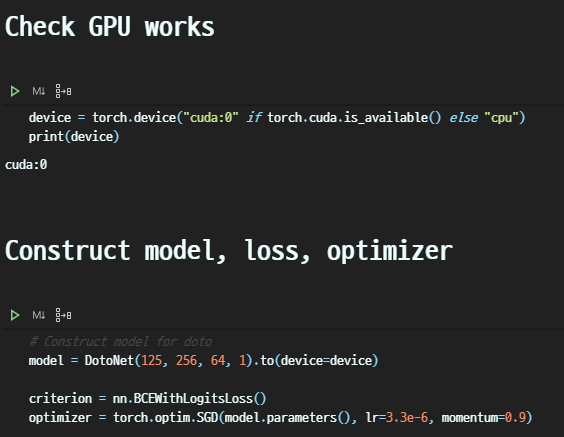 Check GPU works
M↓
device = torch.device("cuda:0" if torch.cuda.is_available() else "cpu")
print(device)
cuda:0
Construct model, loss, optimizer
M↓
# Construct model for doto
model = DotoNet(125, 256, 64, 1).to(device=device)
criterion = nn.BCEWithLogitsLoss()
optimizer = torch.optim.SGD(model.parameters(), lr=3.3e-6, momentum=0.9)